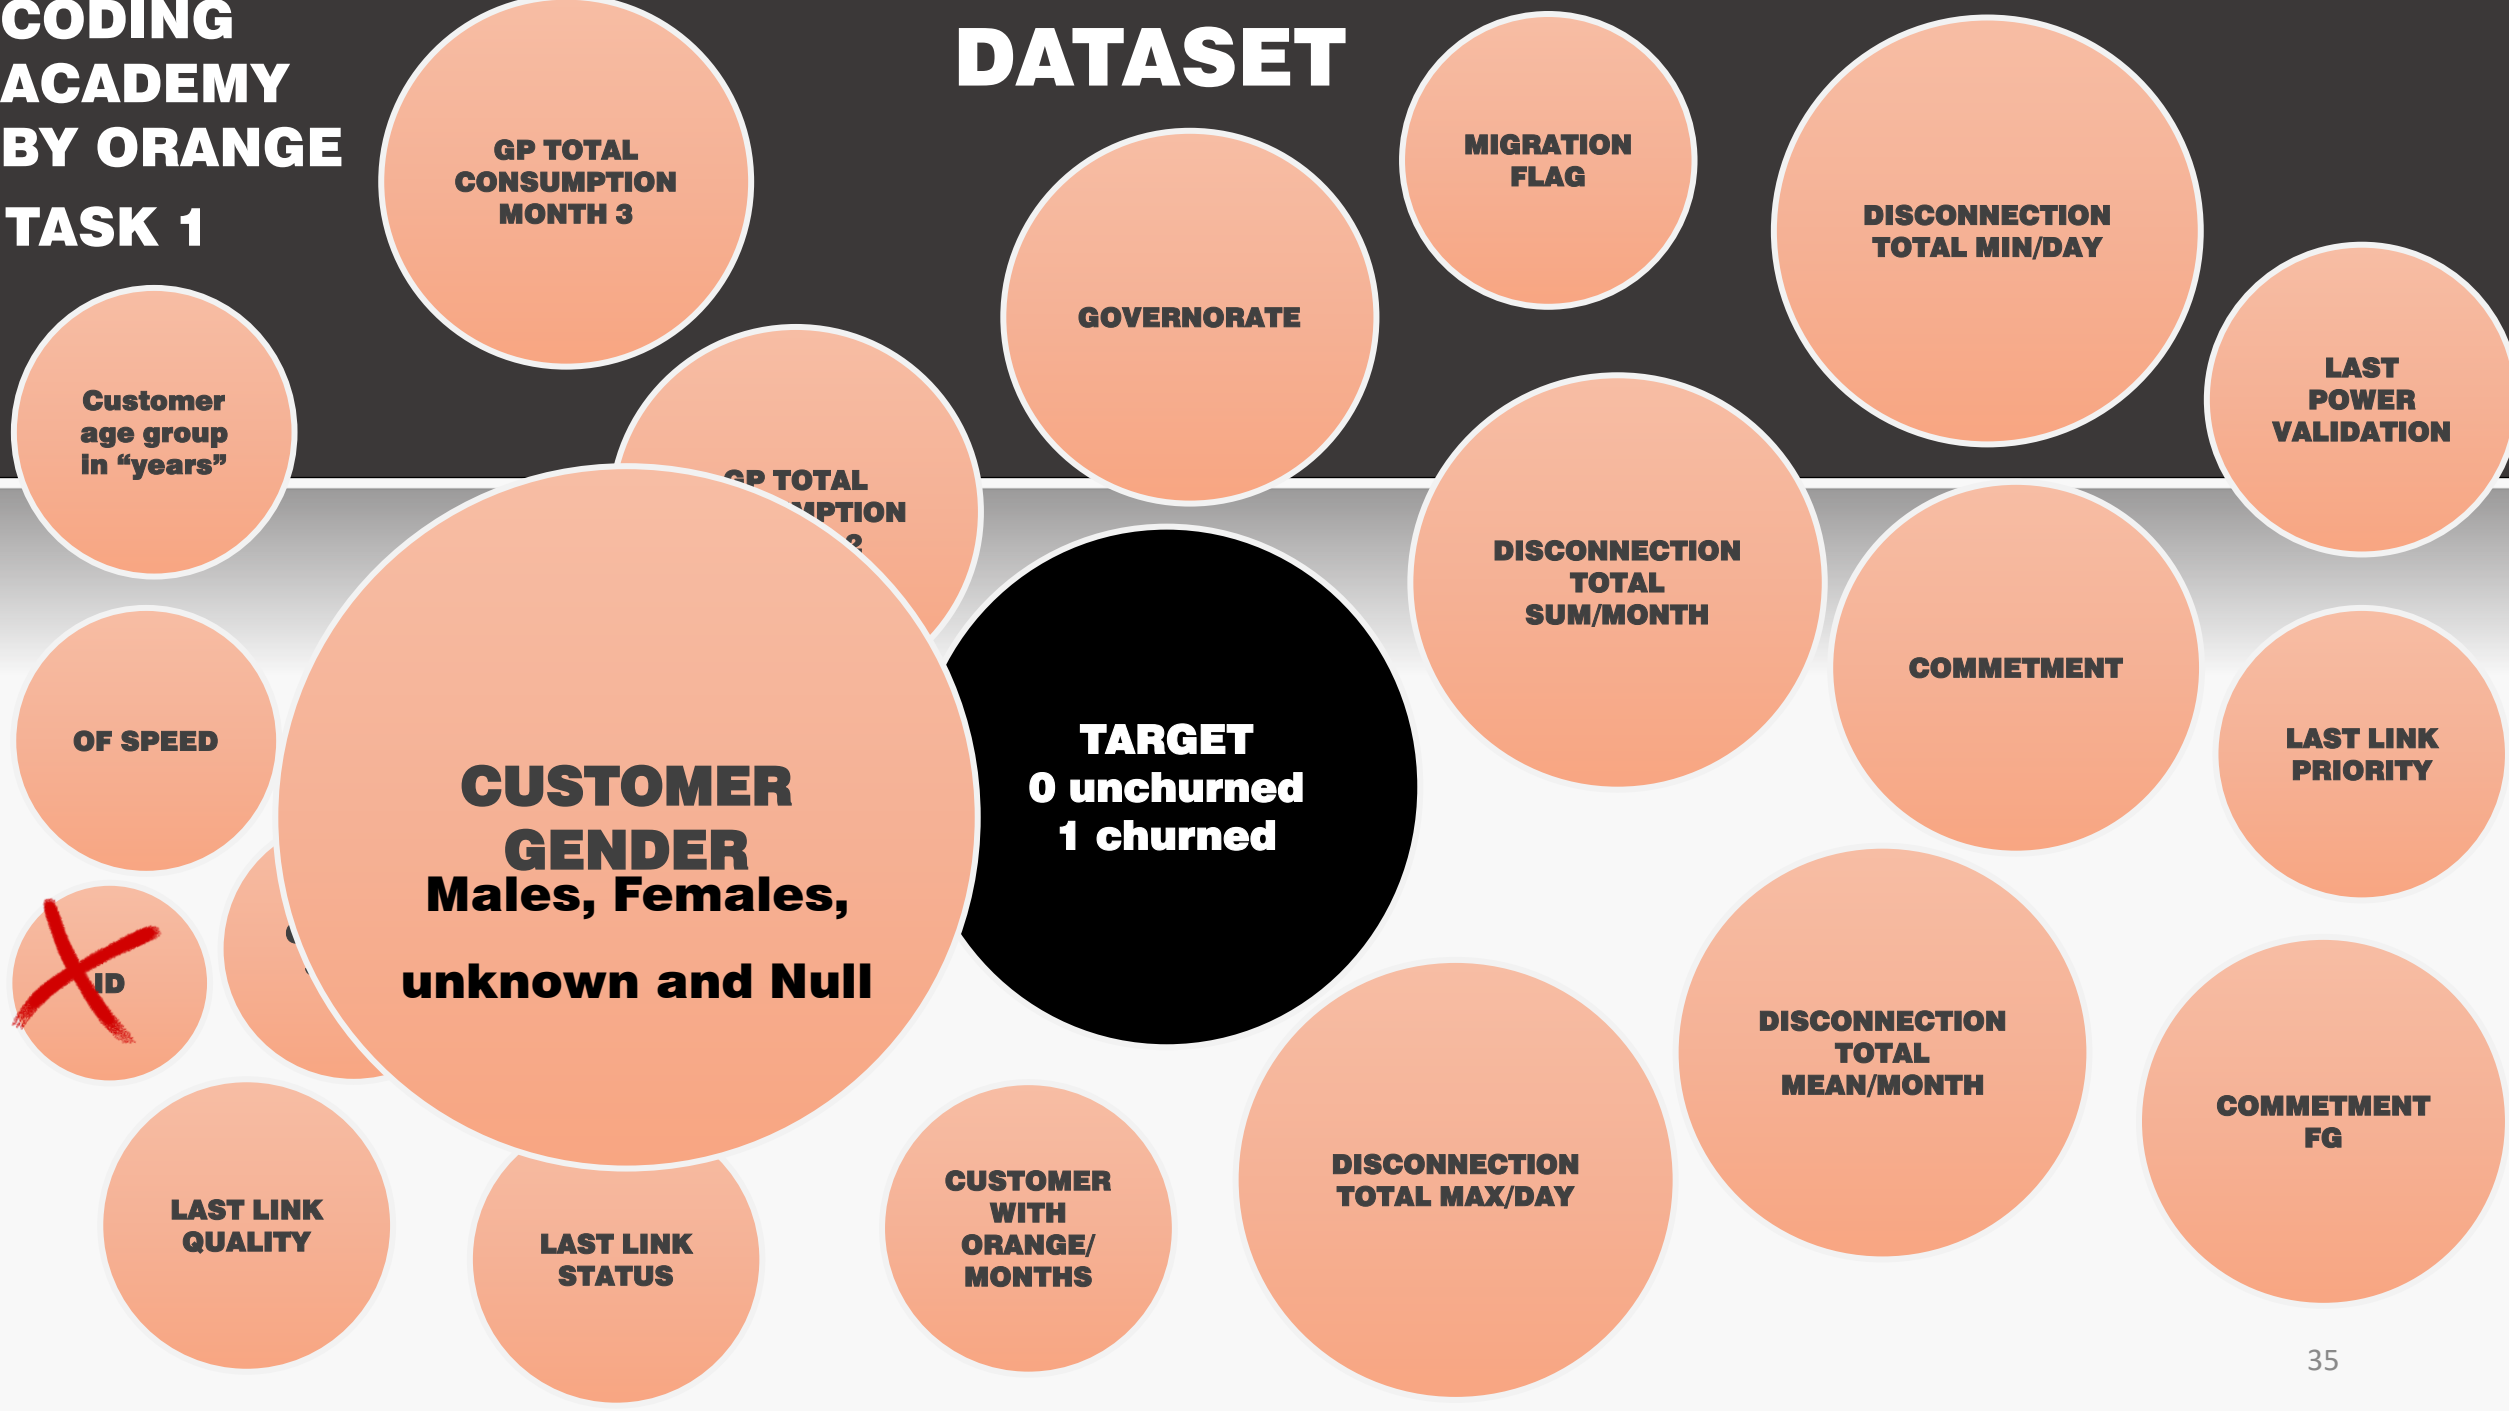 CODING
ACADEMY
BY ORANGE
TASK 1
DATASET
GP TOTAL
CONSUMPTION
MONTH 3
MIGRATION
FLAG
DISCONNECTION
TOTAL MIN/DAY
GOVERNORATE
LAST
POWER
VALIDATION
Customer
age group
in “years”
GP TOTAL
DISCONNECTION
TOTAL
SUM/MONTH
COMMETMENT
OF SPEED
CUSTOMER
GENDER
Males, Females,
unknown and Null
TARGET
0 unchurned
1 churned
LAST LINK
PRIORITY
ID
DISCONNECTION
TOTAL
MEAN/MONTH
COMMETMENT
FG
LAST LINK
QUALITY
LAST LINK
STATUS
CUSTOMER
WITH
ORANGE/
MONTHS
DISCONNECTION
TOTAL MAX/DAY
35